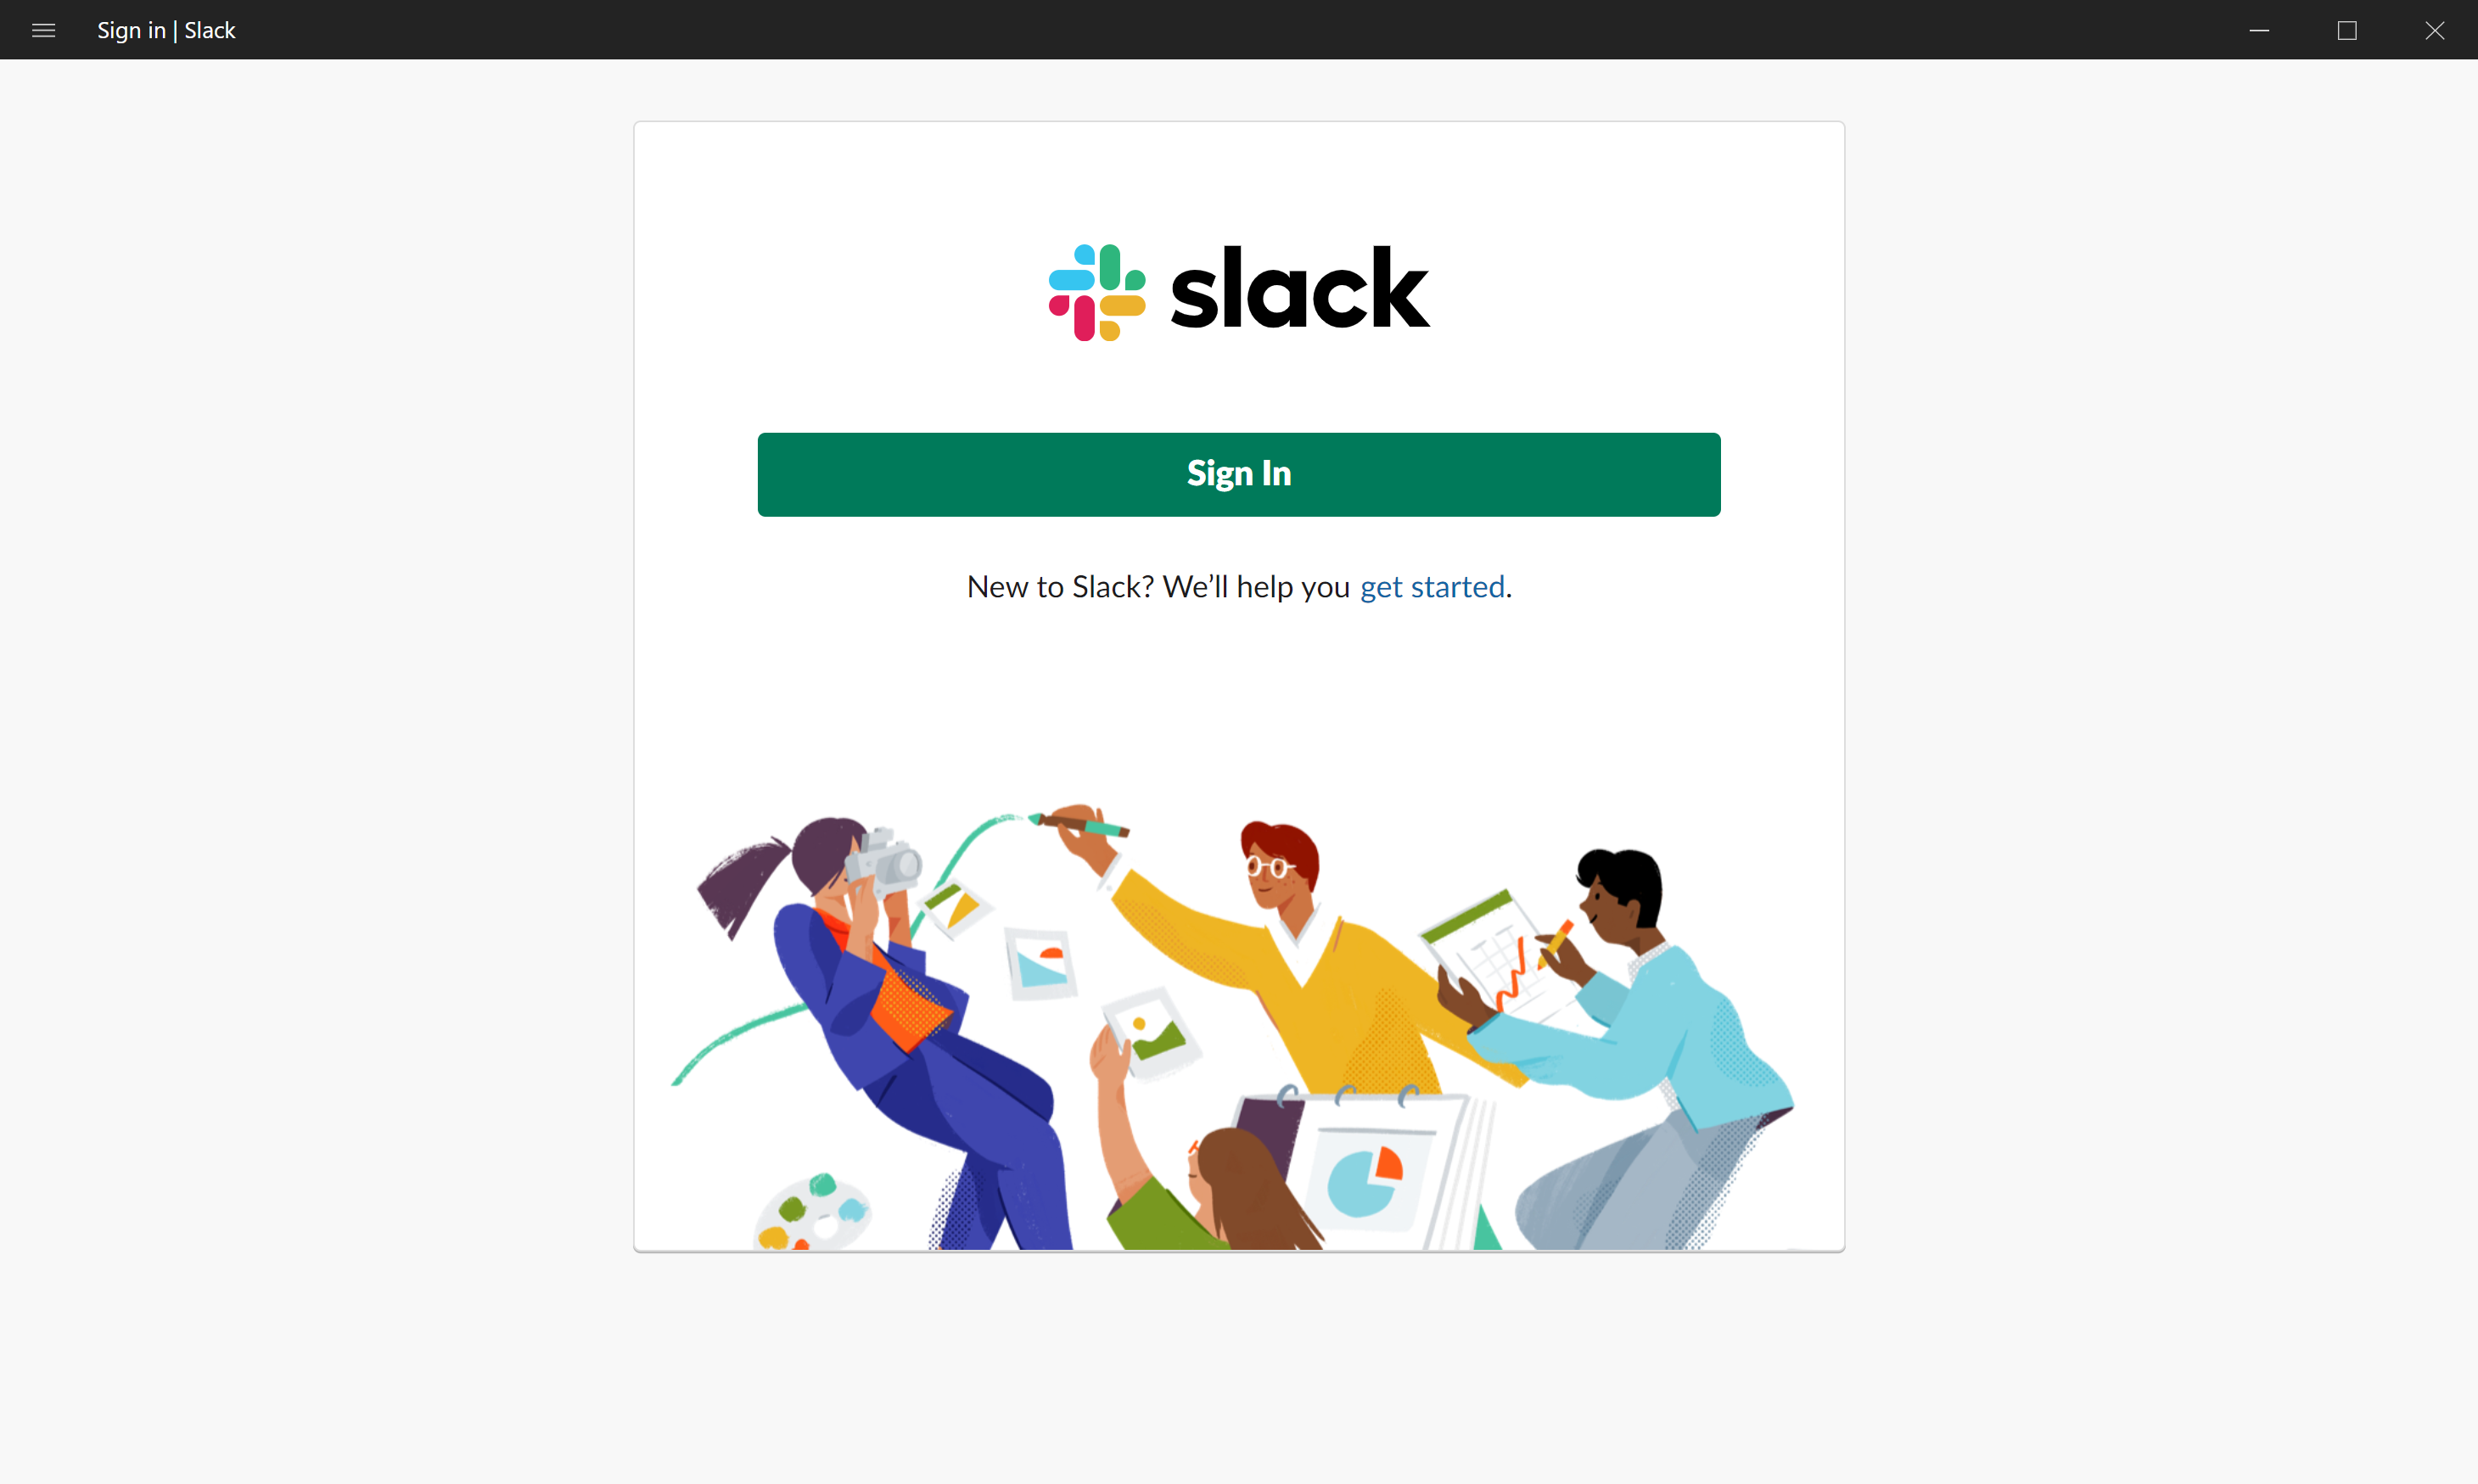 Sign in | Slack
slack
Sign In
New to Slack? We’ll help you get started.